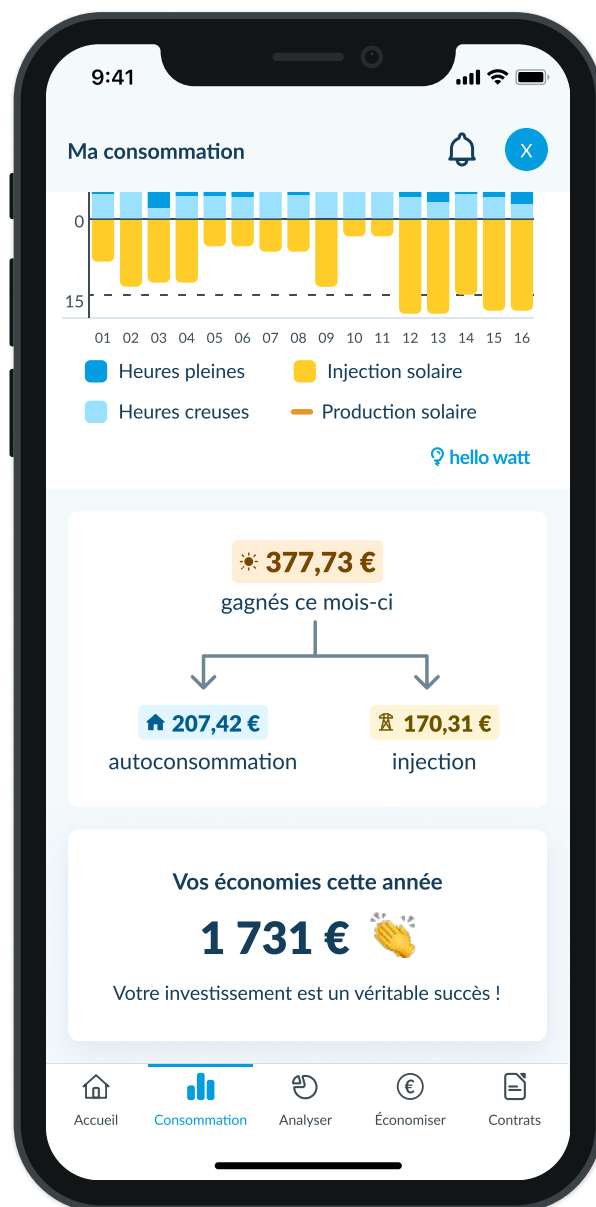 9:41
Ma consommation
X
0
15
01 02 03 04 05 06 07 08 09 10 11 12 13 14 15 16
Heures pleines
Injection solaire
Heures creuses
Production solaire
hello watt
377,73 €
gagnés ce mois-ci
207,42 €
170,31 €
autoconsommation
injection
Vos économies cette année
1 731 €
Votre investissement est un véritable succès !
Accueil
Consommation
Analyser
Économiser
Contrats